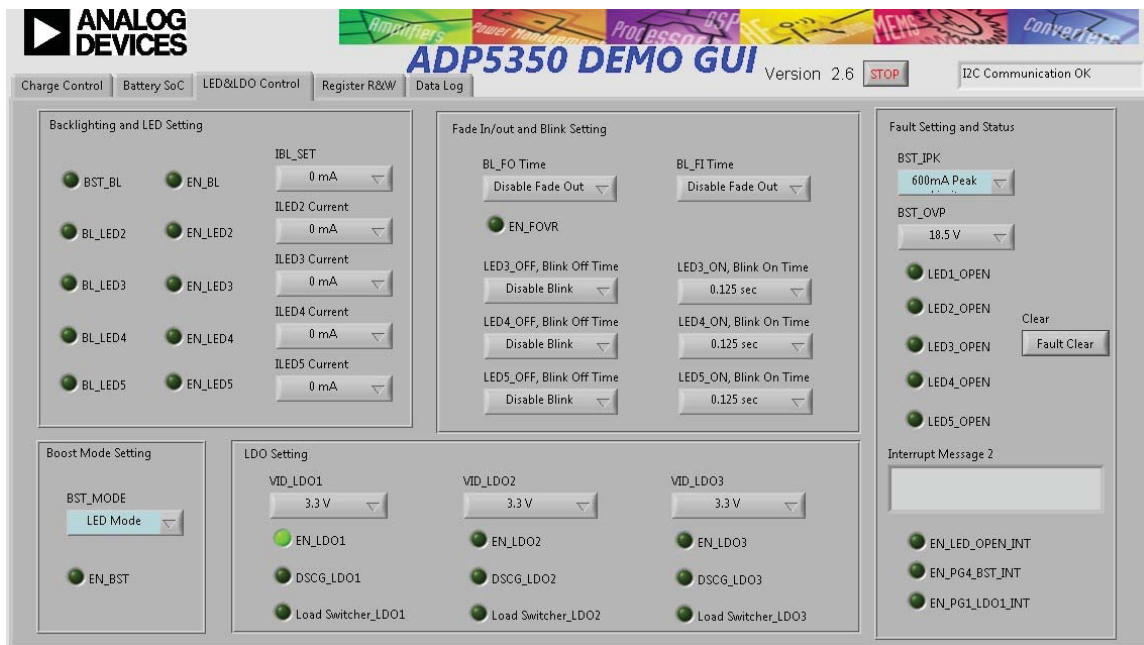 ANALOG
DEVICES
Amplifiers Power Management Processors DSP MEMS Converters
ADP5350 DEMO GUI Version 2.6 STOP I2C Communication OK
Charge Control Battery SoC LED&LDO Control Register R&W Data Log
Backlighting and LED Setting
IBL_SET
BST_BL EN_BL 0 mA
ILED2 Current
BL_LED2 EN_LED2 0 mA
ILED3 Current
BL_LED3 EN_LED3 0 mA
ILED4 Current
BL_LED4 EN_LED4 0 mA
ILED5 Current
BL_LED5 EN_LED5 0 mA
Fade In/out and Blink Setting
BL_FO Time BL_FI Time
Disable Fade Out Disable Fade Out
EN_FOVR
LED3_OFF, Blink Off Time LED3_ON, Blink On Time
Disable Blink 0.125 sec
LED4_OFF, Blink Off Time LED4_ON, Blink On Time
Disable Blink 0.125 sec
LED5_OFF, Blink Off Time LED5_ON, Blink On Time
Disable Blink 0.125 sec
Fault Setting and Status
BST_IPK
600mA Peak
BST_OVP
18.5 V
LED1_OPEN
LED2_OPEN
Clear
LED3_OPEN Fault Clear
LED4_OPEN
LED5_OPEN
Interrupt Message 2
EN_LED_OPEN_INT
EN_PG4_BST_INT
EN_PG1_LDO1_INT
Boost Mode Setting
BST_MODE
LED Mode
EN_BST
LDO Setting
VID_LDO1 VID_LDO2 VID_LDO3
3.3 V 3.3 V 3.3 V
EN_LDO1 EN_LDO2 EN_LDO3
DSCG_LDO1 DSCG_LDO2 DSCG_LDO3
Load Switcher_LDO1 Load Switcher_LDO2 Load Switcher_LDO3